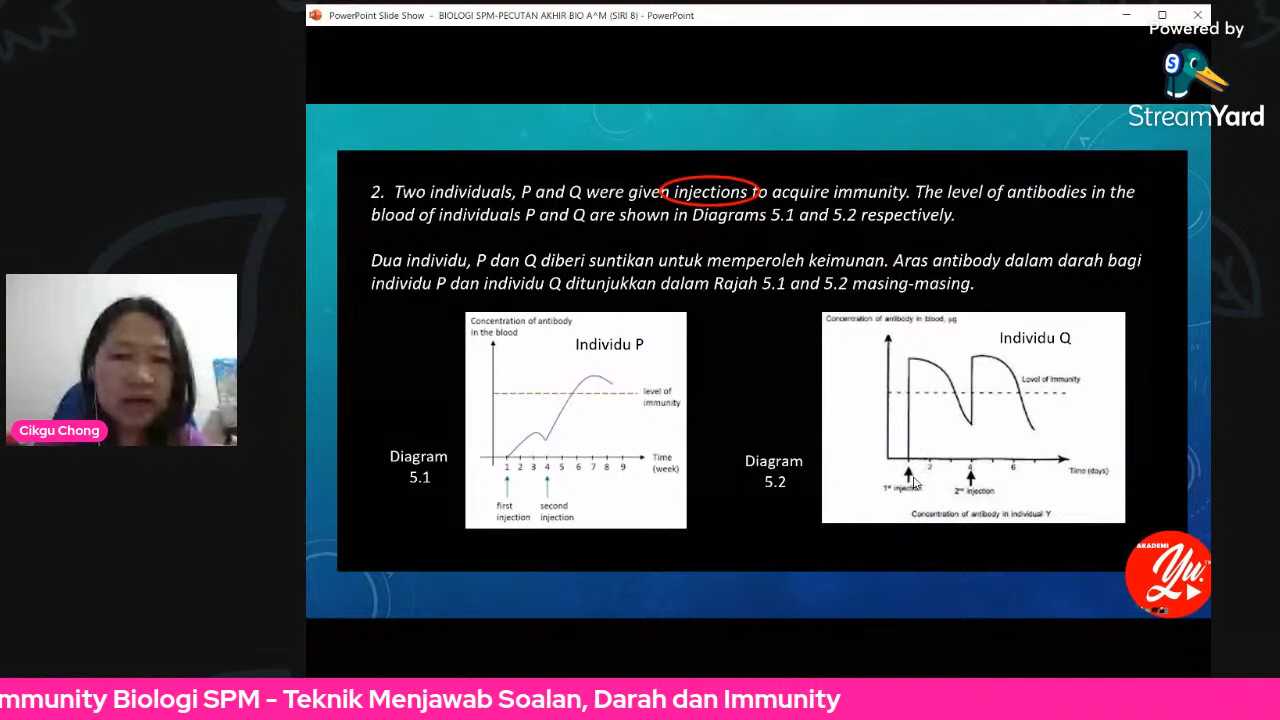 PowerPoint Slide Show - BIOLOGI SPM-PECUTAN AKHIR BIO A^M (SIRI 8) - PowerPoint
Powered by
S
StreamYard
2. Two individuals, P and Q were given injections to acquire immunity. The level of antibodies in the
blood of individuals P and Q are shown in Diagrams 5.1 and 5.2 respectively.
Dua individu, P dan Q diberi suntikan untuk memperoleh keimunan. Aras antibody dalam darah bagi
individu P dan individu Q ditunjukkan dalam Rajah 5.1 and 5.2 masing-masing.
Concentration of antibody
in the blood
Individu P
level of
immunity
Time
(week)
1 2 3 4 5 6 7 8 9
first
injection
second
injection
Diagram
5.1
Concentration of antibody in blood, µg
Individu Q
Level of immunity
2 4 6
Time (days)
1st injection
2nd injection
Concentration of antibody in individual Y
Diagram
5.2
Cikgu Chong
AKADEMI
Yu.
mmunity Biologi SPM - Teknik Menjawab Soalan, Darah dan Immunity